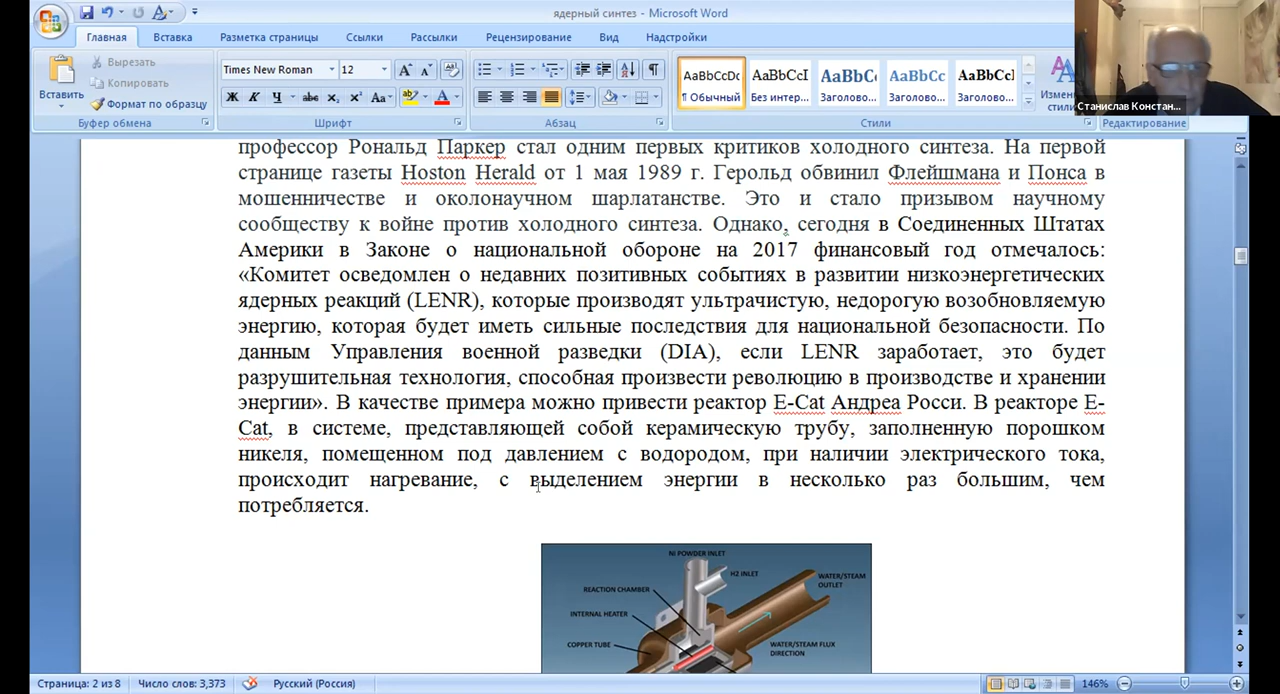 ядерный синтез - Microsoft Word
Главная Вставка Разметка страницы Ссылки Рассылки Рецензирование Вид Надстройки
Вставить
Вырезать
Копировать
Формат по образцу
Буфер обмена
Times New Roman 12
Ж К Ч abc x₂ x² Aa
Шрифт
Абзац
AaBbCcDc AaBbCcI AaBbC AaBbCc AaBbCcI
¶ Обычный Без интер... Заголово... Заголово... Заголово...
Стили
Измен
стили
Редактирование
Станислав Констан...
профессор Рональд Паркер стал одним первых критиков холодного синтеза. На первой
странице газеты Hoston Herald от 1 мая 1989 г. Герольд обвинил Флейшмана и Понса в
мошенничестве и околонаучном шарлатанстве. Это и стало призывом научному
сообществу к войне против холодного синтеза. Однако, сегодня в Соединенных Штатах
Америки в Законе о национальной обороне на 2017 финансовый год отмечалось:
«Комитет осведомлен о недавних позитивных событиях в развитии низкоэнергетических
ядерных реакций (LENR), которые производят ультрачистую, недорогую возобновляемую
энергию, которая будет иметь сильные последствия для национальной безопасности. По
данным Управления военной разведки (DIA), если LENR заработает, это будет
разрушительная технология, способная произвести революцию в производстве и хранении
энергии». В качестве примера можно привести реактор E-Cat Андреа Росси. В реакторе E-
Cat, в системе, представляющей собой керамическую трубу, заполненную порошком
никеля, помещенном под давлением с водородом, при наличии электрического тока,
происходит нагревание, с выделением энергии в несколько раз большим, чем
потребляется.
NI POWDER INLET
H2 INLET
WATER/STEAM
OUTLET
REACTION CHAMBER
INTERNAL HEATER
COPPER TUBE
WATER/STEAM FLUX
DIRECTION
Страница: 2 из 8 Число слов: 3,373 Русский (Россия) 146%